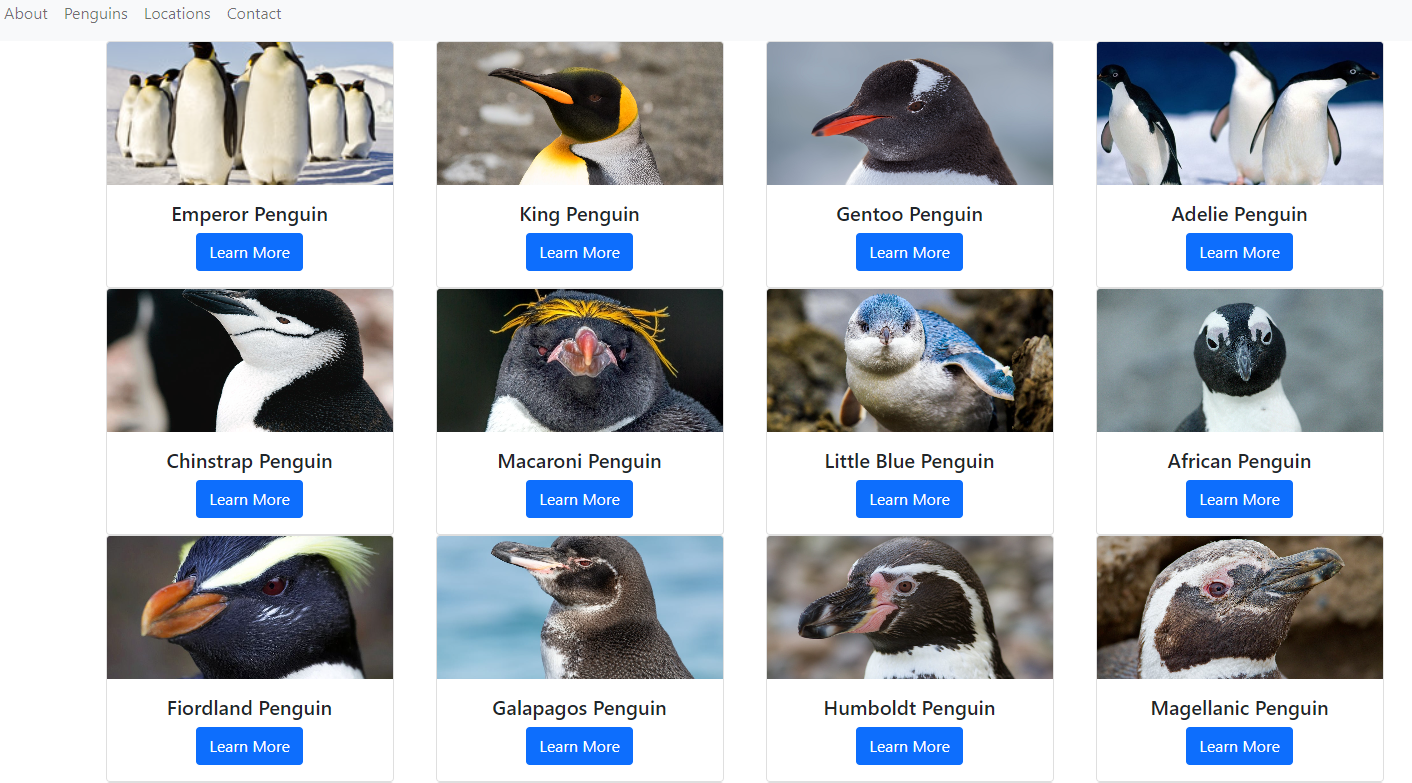 About Penguins Locations Contact
Emperor Penguin King Penguin Gentoo Penguin Adelie Penguin
Learn More Learn More Learn More Learn More
Chinstrap Penguin Macaroni Penguin Little Blue Penguin African Penguin
Learn More Learn More Learn More Learn More
Fiordland Penguin Galapagos Penguin Humboldt Penguin Magellanic Penguin
Learn More Learn More Learn More Learn More